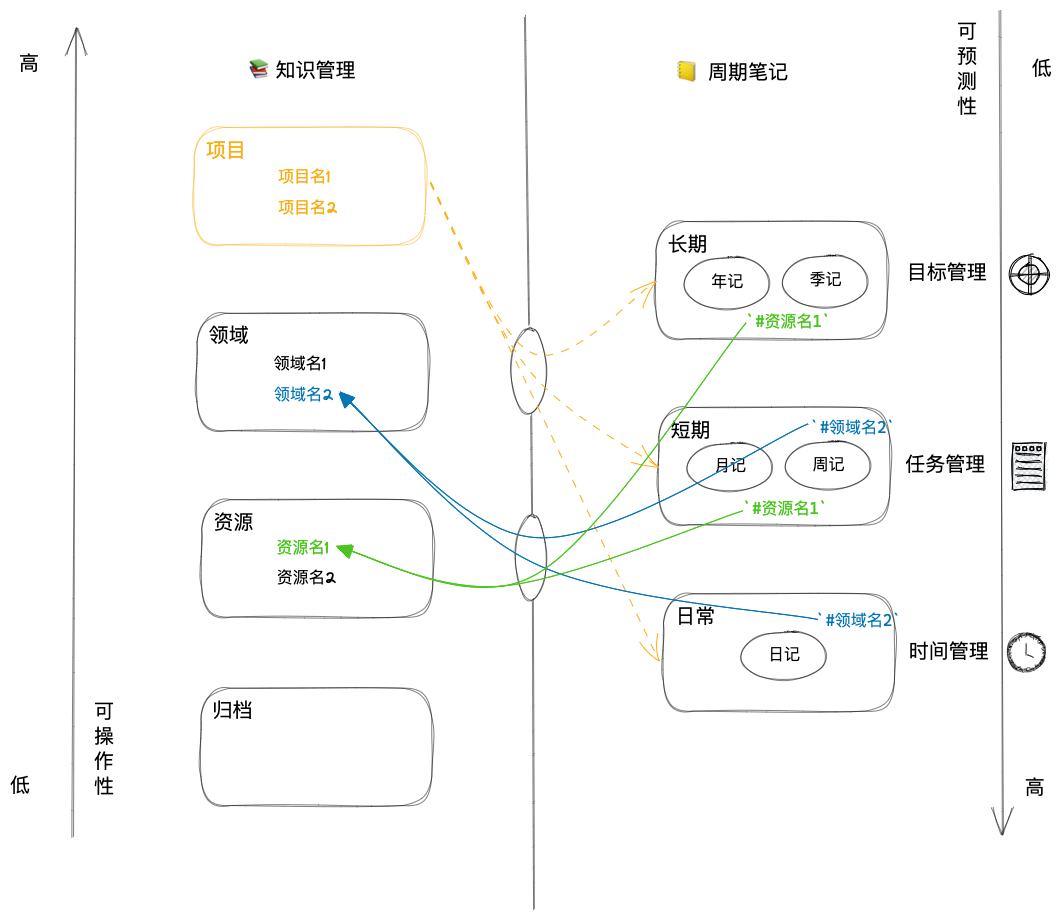 高
低
可操作性
知识管理
项目
项目名1
项目名2
领域
领域名1
领域名2
资源
资源名1
资源名2
归档
周期笔记
长期
年记
季记
`#资源名1`
目标管理
短期
`#领域名2`
月记
周记
`#资源名1`
任务管理
日常
`#领域名2`
日记
时间管理
可预测性
低
高